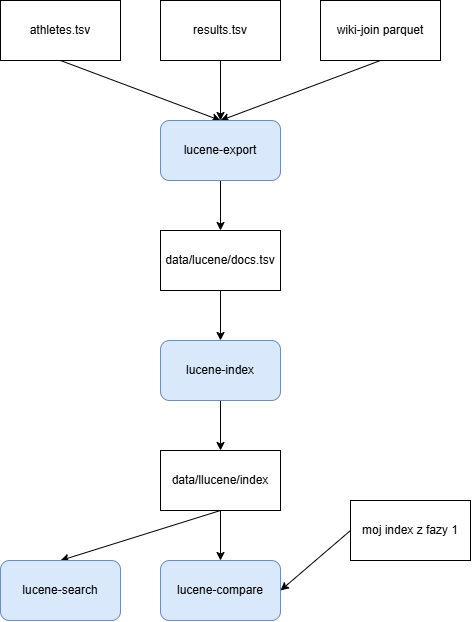 athletes.tsv
results.tsv
wiki-join parquet
lucene-export
data/lucene/docs.tsv
lucene-index
data/llucene/index
moj index z fazy 1
lucene-search
lucene-compare